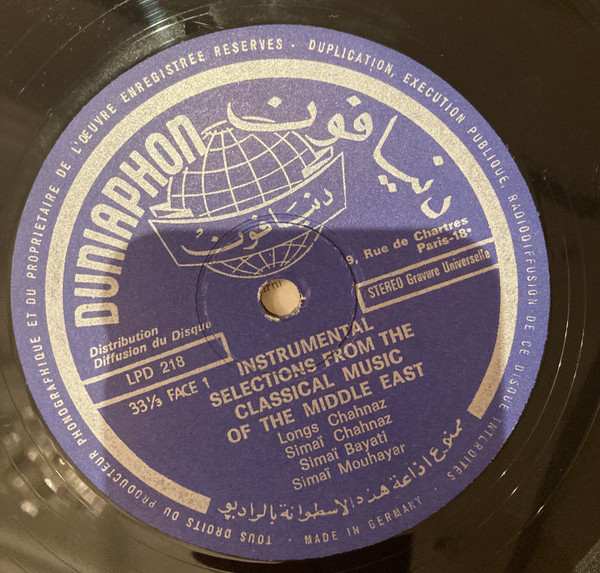 TOUS DROITS DU PRODUCTEUR PHONOGRAPHIQUE ET DU PROPRIETAIRE DE L'ŒUVRE ENREGISTREE RESERVES · DUPLICATION, EXECUTION PUBLIQUE, RADIODIFFUSION DE CE DISQUE INTERDITES
DUNIAPHON
دنيافون
دنيافون
9, Rue de Chartres
Paris-18e
STEREO Gravure Universelle
Distribution
Diffusion du Disque
LPD 218
33⅓ FACE 1
INSTRUMENTAL
SELECTIONS FROM THE
CLASSICAL MUSIC
OF THE MIDDLE EAST
Longs Chahnaz
Simaï Chahnaz
Simaï Bayati
Simaï Mouhayar
ممنوع اذاعة هذه الاسطوانة بالراديو
· MADE IN GERMANY ·